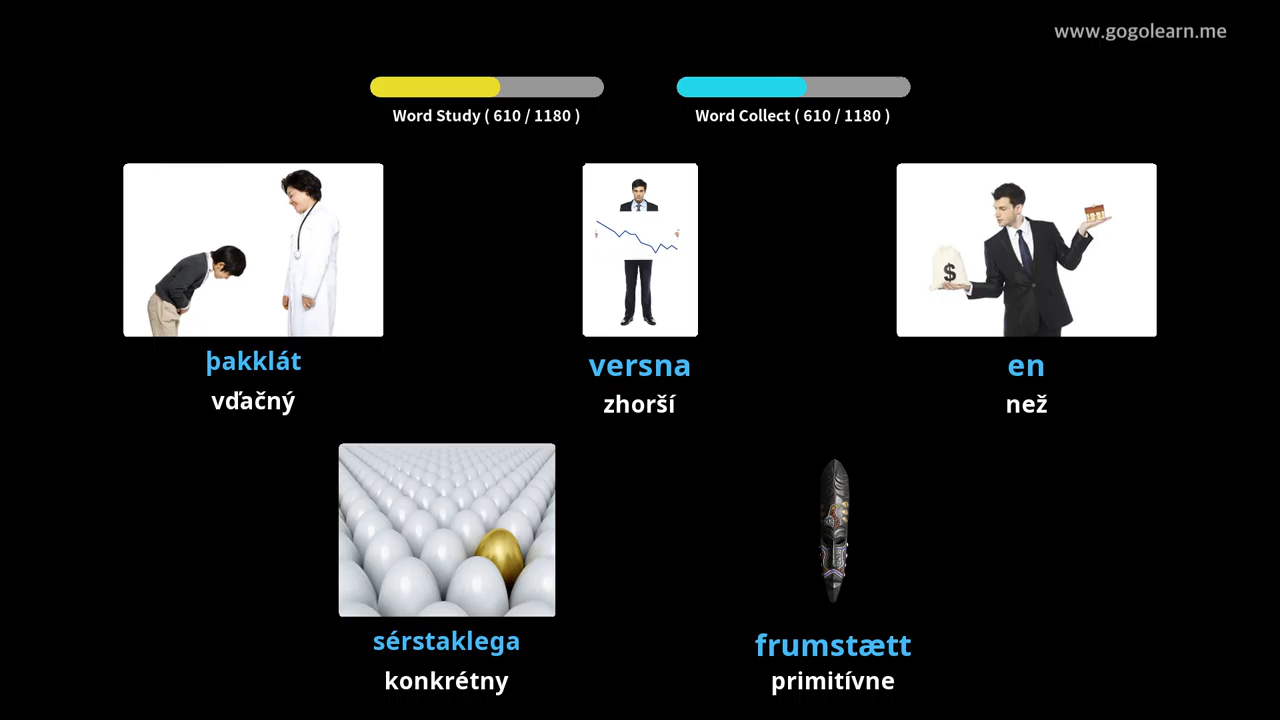 www.gogolearn.me
Word Study ( 610 / 1180 )
Word Collect ( 610 / 1180 )
$
þakklát
vďačný
versna
zhorší
en
než
sérstaklega
konkrétny
frumstætt
primitívne